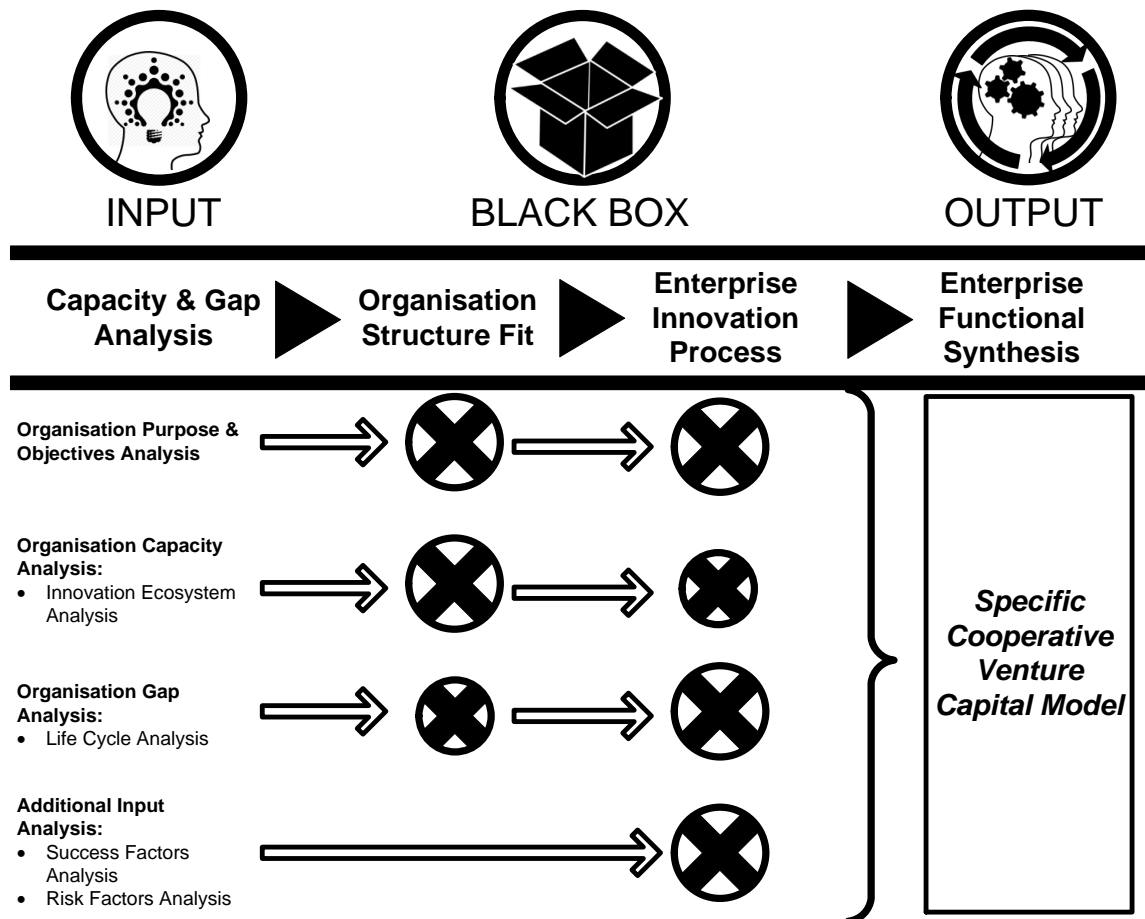 INPUT
BLACK BOX
OUTPUT
Capacity & Gap
Analysis
Organisation
Structure Fit
Enterprise
Innovation
Process
Enterprise
Functional
Synthesis
Organisation Purpose &
Objectives Analysis
Organisation Capacity
Analysis:
• Innovation Ecosystem
Analysis
Organisation Gap
Analysis:
• Life Cycle Analysis
Additional Input
Analysis:
• Success Factors
Analysis
• Risk Factors Analysis
Specific
Cooperative
Venture
Capital Model